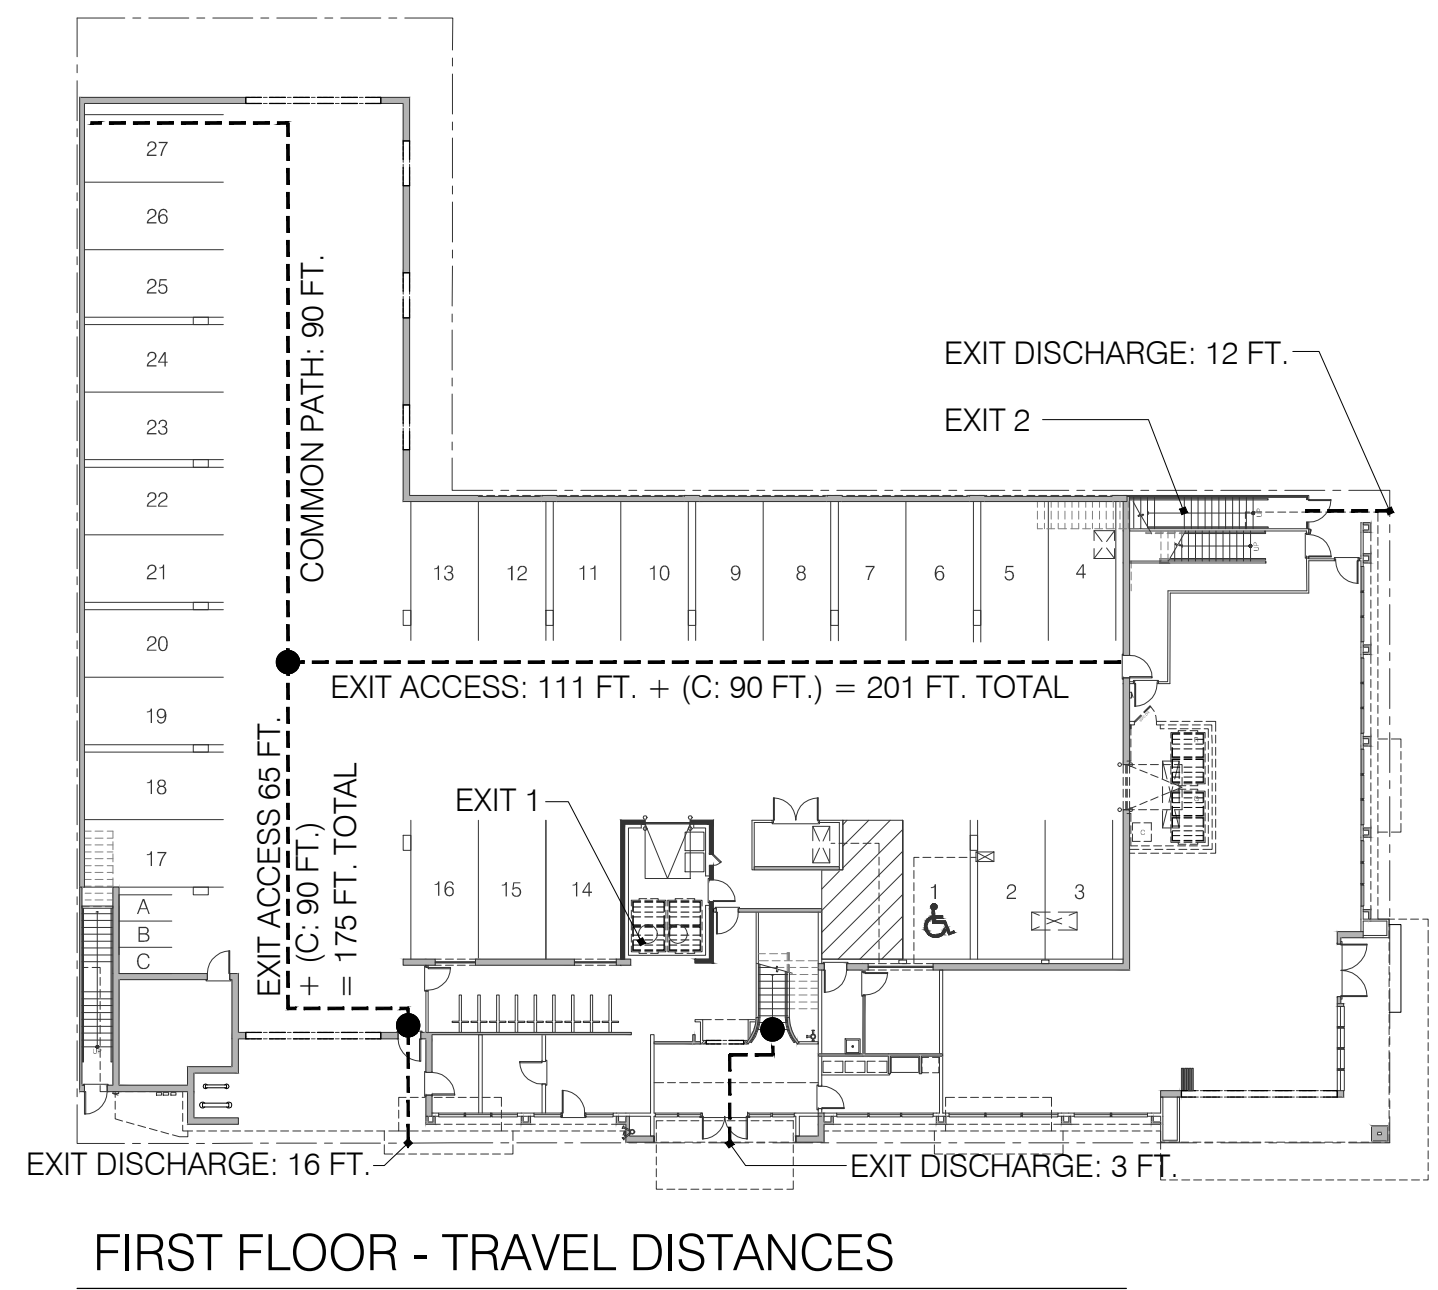 27
26
25
24
23
22
21
20
19
18
17
A
B
C
COMMON PATH: 90 FT.
EXIT DISCHARGE: 12 FT.
EXIT 2
UP
UP
13
12
11
10
9
8
7
6
5
4
EXIT ACCESS: 111 FT. + (C: 90 FT.) = 201 FT. TOTAL
EXIT ACCESS 65 FT.
+ (C: 90 FT.)
= 175 FT. TOTAL
EXIT 1
16
15
14
1
2
3
EXIT DISCHARGE: 16 FT.
EXIT DISCHARGE: 3 FT.
FIRST FLOOR - TRAVEL DISTANCES